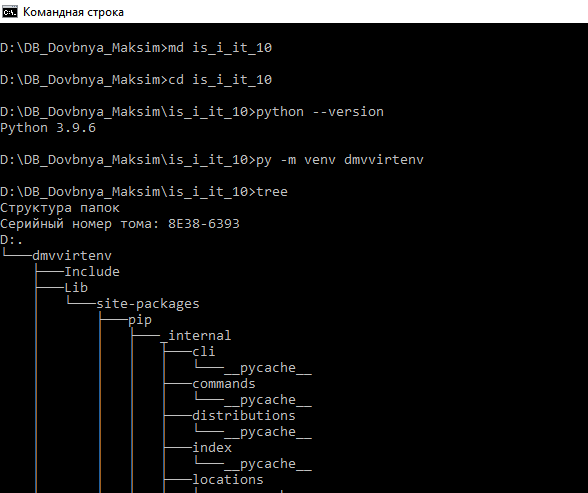 Командная строка
D:\DB_Dovbnya_Maksim>md is_i_it_10
D:\DB_Dovbnya_Maksim>cd is_i_it_10
D:\DB_Dovbnya_Maksim\is_i_it_10>python --version
Python 3.9.6
D:\DB_Dovbnya_Maksim\is_i_it_10>py -m venv dmvvirtenv
D:\DB_Dovbnya_Maksim\is_i_it_10>tree
Структура папок
Серийный номер тома: 8E38-6393
D:.
└───dmvvirtenv
    ├───Include
    ├───Lib
    │   └───site-packages
    │       ├───pip
    │       │   ├───_internal
    │       │   │   ├───cli
    │       │   │   │   └───__pycache__
    │       │   │   ├───commands
    │       │   │   │   └───__pycache__
    │       │   │   ├───distributions
    │       │   │   │   └───__pycache__
    │       │   │   ├───index
    │       │   │   │   └───__pycache__
    │       │   │   ├───locations